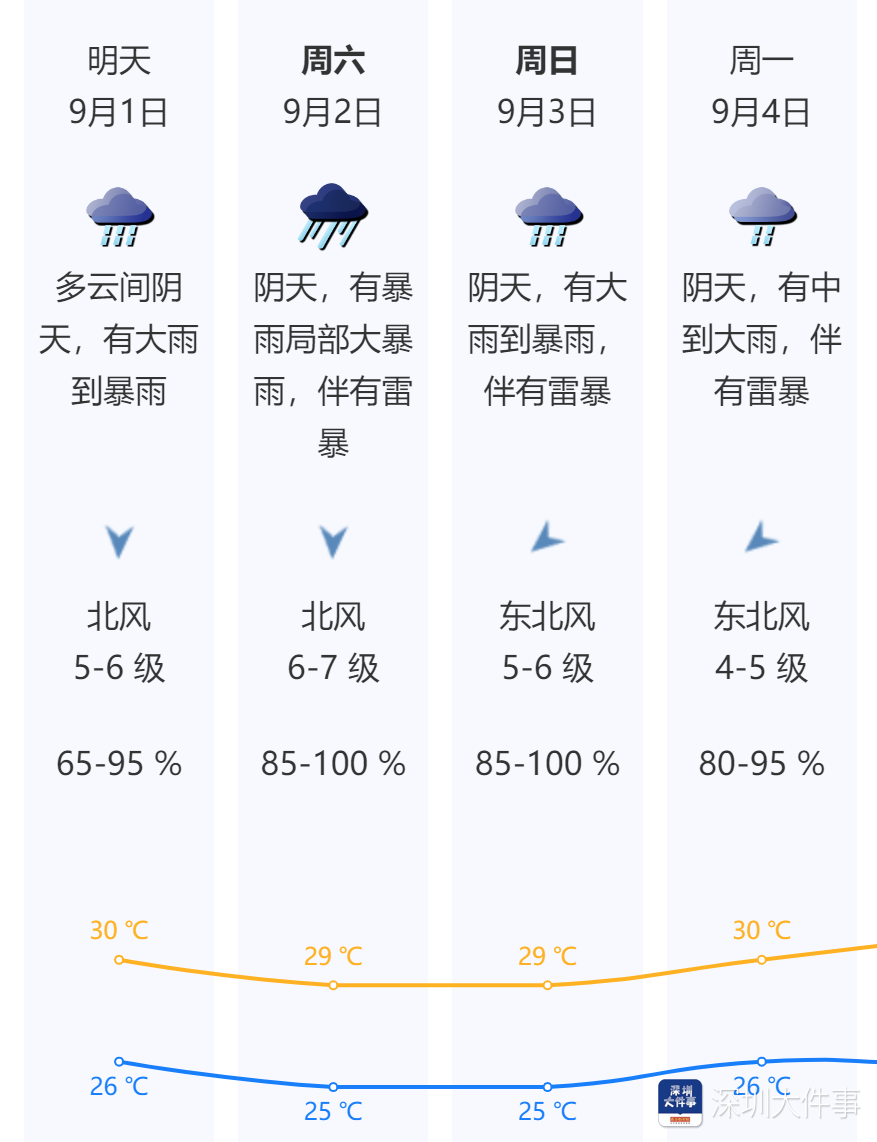 明天
9月1日
多云间阴
天，有大雨
到暴雨
北风
5-6 级
65-95 %
30 ℃
26 ℃
周六
9月2日
阴天，有暴
雨局部大暴
雨，伴有雷
暴
北风
6-7 级
85-100 %
29 ℃
25 ℃
周日
9月3日
阴天，有大
雨到暴雨，
伴有雷暴
东北风
5-6 级
85-100 %
29 ℃
25 ℃
周一
9月4日
阴天，有中
到大雨，伴
有雷暴
东北风
4-5 级
80-95 %
30 ℃
26 ℃
深圳
大件事
深圳大件事